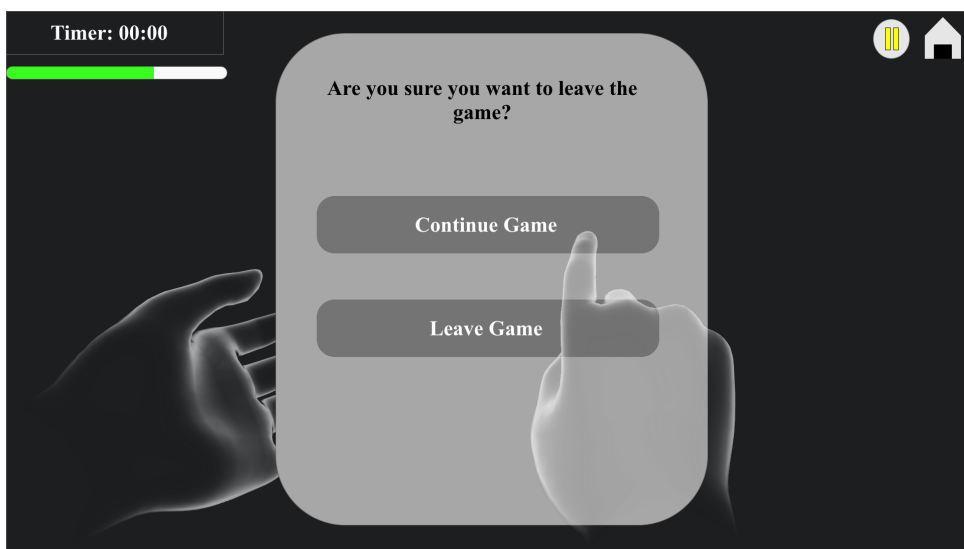 Timer: 00:00
Are you sure you want to leave the
game?
Continue Game
Leave Game